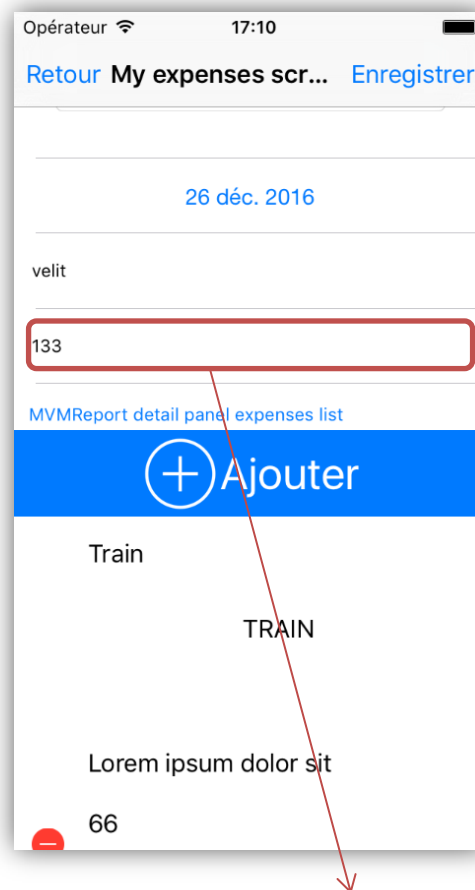 Opérateur 17:10
Retour My expenses scr... Enregistrer
26 déc. 2016
velit
133
MVMReport detail panel expenses list
Ajouter
Train
TRAIN
Lorem ipsum dolor sit
66